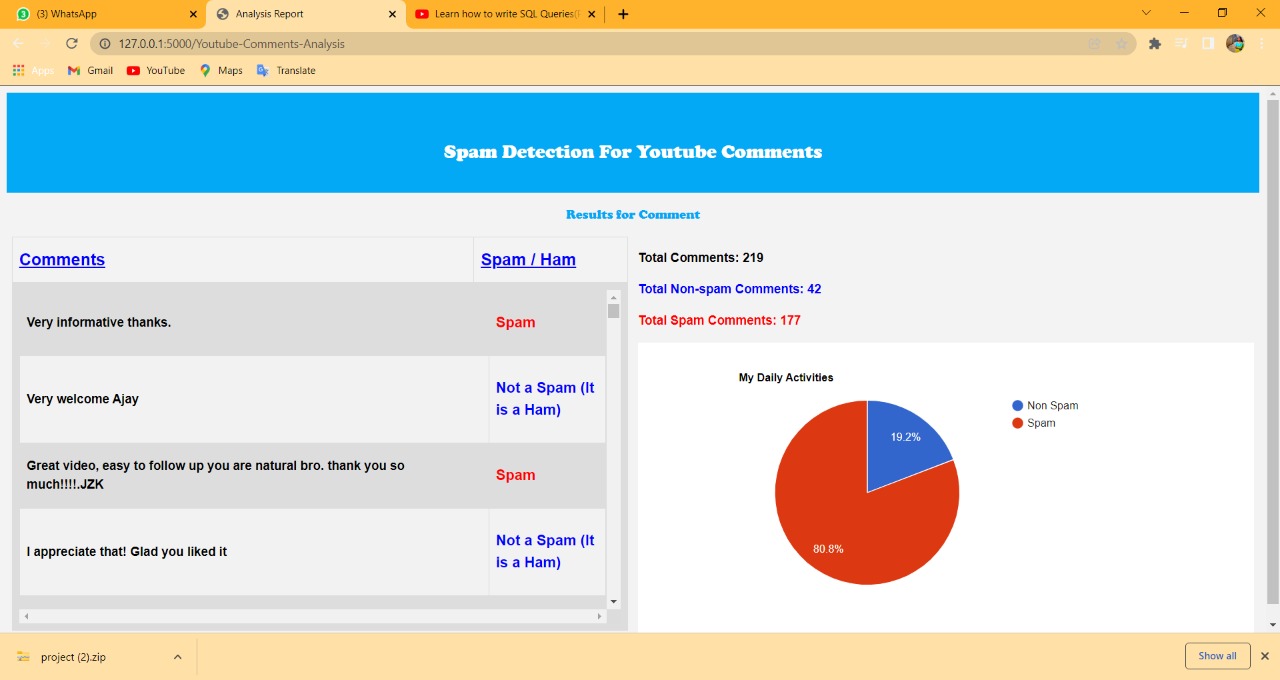 (3) WhatsApp
Analysis Report
Learn how to write SQL Queries(
127.0.0.1:5000/Youtube-Comments-Analysis
Apps
Gmail
YouTube
Maps
Translate
Spam Detection For Youtube Comments
Results for Comment
Comments
Spam / Ham
Very informative thanks.
Spam
Very welcome Ajay
Not a Spam (It
is a Ham)
Great video, easy to follow up you are natural bro. thank you so
much!!!!.JZK
Spam
I appreciate that! Glad you liked it
Not a Spam (It
is a Ham)
Total Comments: 219
Total Non-spam Comments: 42
Total Spam Comments: 177
My Daily Activities
19.2%
80.8%
Non Spam
Spam
project (2).zip
Show all